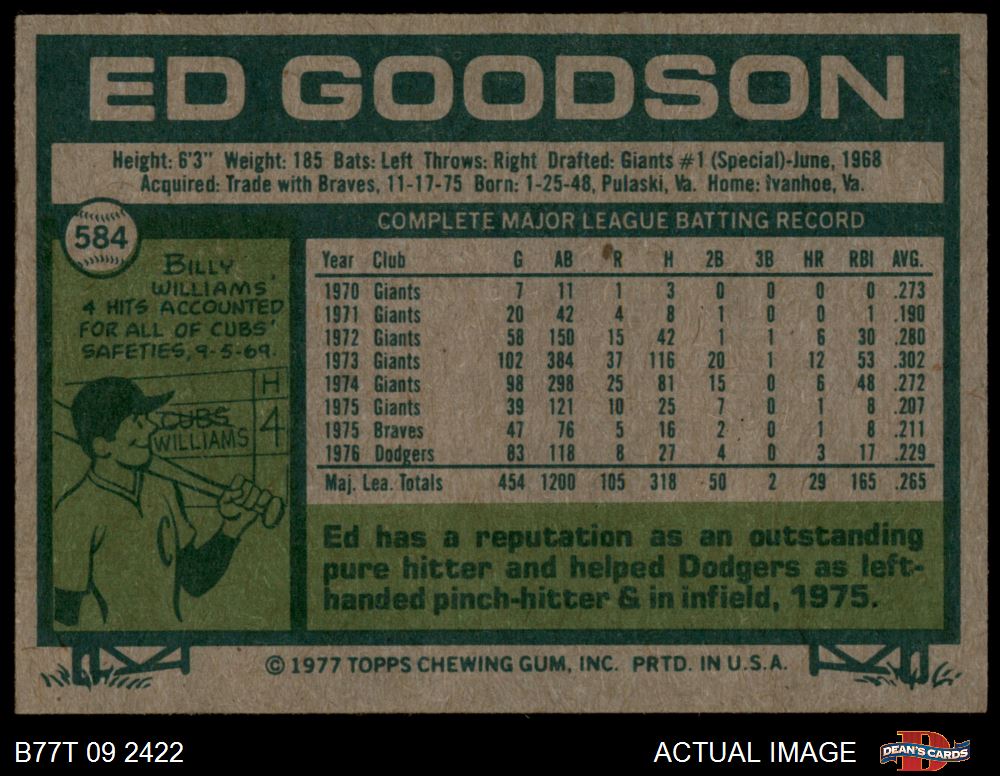 ED GOODSON
Height: 6'3" Weight: 185 Bats: Left Throws: Right Drafted: Giants #1 (Special)-June, 1968
Acquired: Trade with Braves, 11-17-75 Born: 1-25-48, Pulaski, Va. Home: Ivanhoe, Va.
584
BILLY
WILLIAMS'
4 HITS ACCOUNTED
FOR ALL OF CUBS'
SAFETIES, 9-5-69.
H
CUBS
WILLIAMS 4
C
COMPLETE MAJOR LEAGUE BATTING RECORD
Year Club G AB R H 2B 3B HR RBI AVG.
1970 Giants 7 11 1 3 0 0 0 0 .273
1971 Giants 20 42 4 8 1 0 0 1 .190
1972 Giants 58 150 15 42 1 1 6 30 .280
1973 Giants 102 384 37 116 20 1 12 53 .302
1974 Giants 98 298 25 81 15 0 6 48 .272
1975 Giants 39 121 10 25 7 0 1 8 .207
1975 Braves 47 76 5 16 2 0 1 8 .211
1976 Dodgers 83 118 8 27 4 0 3 17 .229
Maj. Lea. Totals 454 1200 105 318 50 2 29 165 .265
Ed has a reputation as an outstanding
pure hitter and helped Dodgers as left-
handed pinch-hitter & in infield, 1975.
© 1977 TOPPS CHEWING GUM, INC. PRTD. IN U.S.A.
B77T 09 2422
ACTUAL IMAGE
D
DEAN'S CARDS